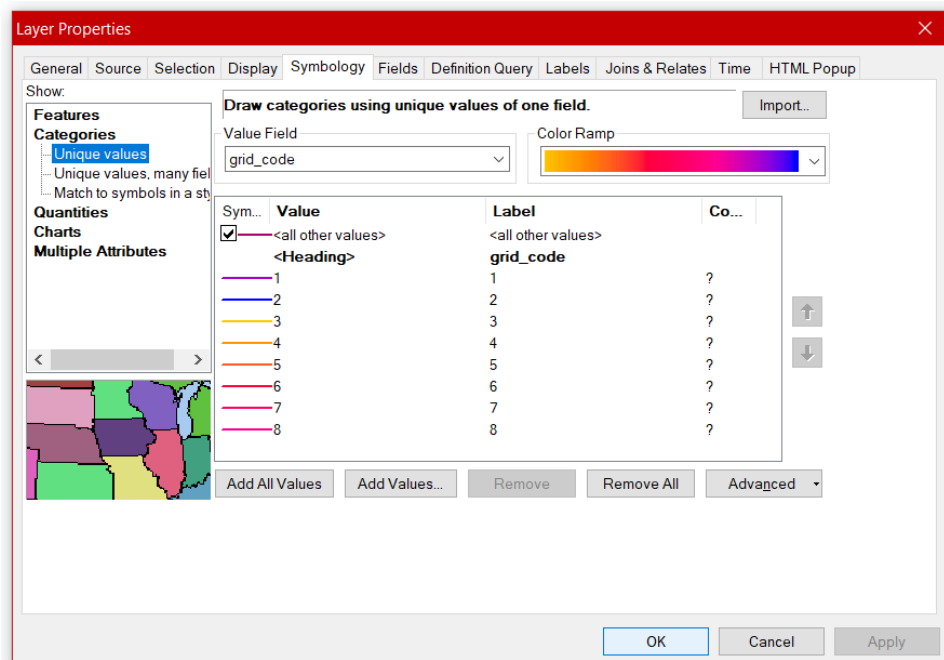 Layer Properties
General Source Selection Display Symbology Fields Definition Query Labels Joins & Relates Time HTML Popup
Show:
Features
Categories
Unique values
Unique values, many fiel
Match to symbols in a sty
Quantities
Charts
Multiple Attributes
Draw categories using unique values of one field.
Import...
Value Field
grid_code
Color Ramp
Sym... Value Label Co...
<all other values> <all other values>
<Heading> grid_code
1 1 ?
2 2 ?
3 3 ?
4 4 ?
5 5 ?
6 6 ?
7 7 ?
8 8 ?
Add All Values Add Values... Remove Remove All Advanced
OK Cancel Apply